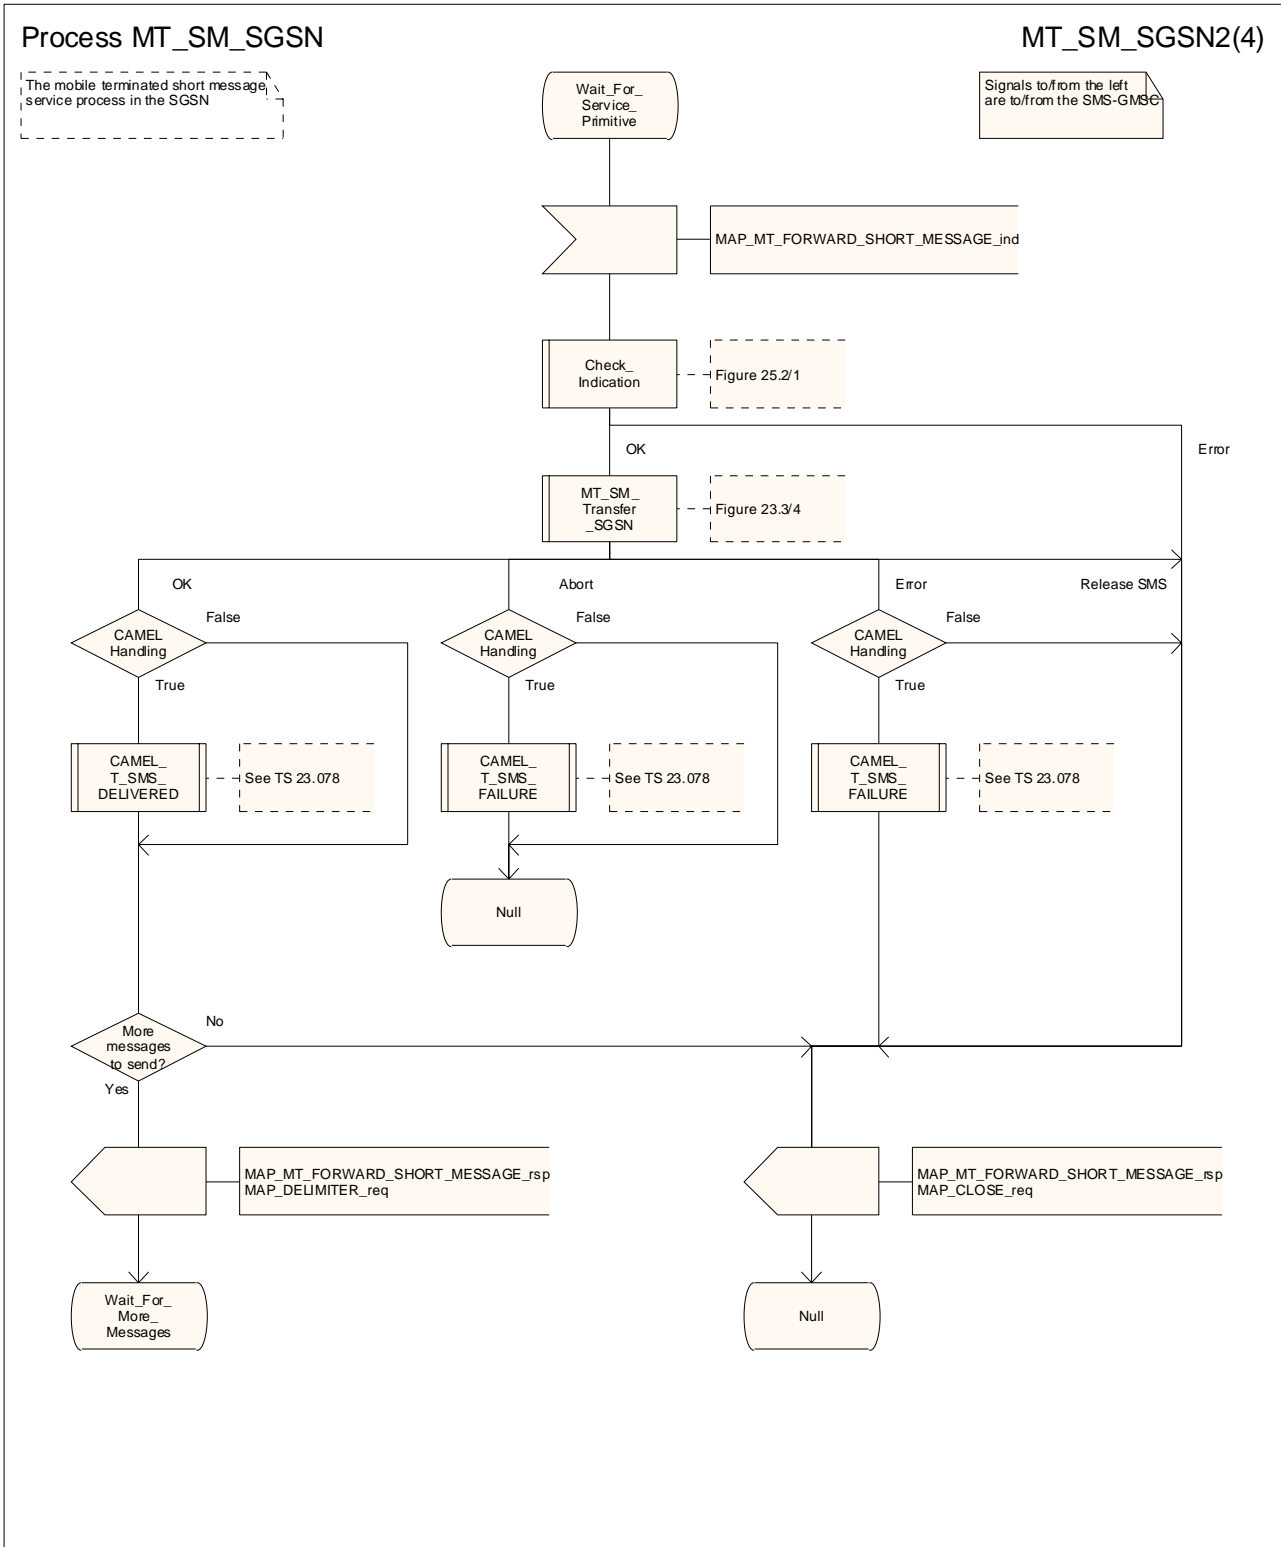 Process MT_SM_SGSN
MT_SM_SGSN2(4)
The mobile terminated short message
service process in the SGSN
Wait_For_
Service_
Primitive
Signals to/from the left
are to/from the SMS-GMSC
MAP_MT_FORWARD_SHORT_MESSAGE_ind
Check_
Indication
Figure 25.2/1
OK
Error
MT_SM_
Transfer
_SGSN
Figure 23.3/4
OK
Abort
Error
Release SMS
False
False
False
CAMEL
Handling
CAMEL
Handling
CAMEL
Handling
True
True
True
CAMEL_
T_SMS_
DELIVERED
See TS 23.078
CAMEL_
T_SMS_
FAILURE
See TS 23.078
CAMEL_
T_SMS_
FAILURE
See TS 23.078
Null
No
More
messages
to send?
Yes
MAP_MT_FORWARD_SHORT_MESSAGE_rsp
MAP_DELIMITER_req
MAP_MT_FORWARD_SHORT_MESSAGE_rsp
MAP_CLOSE_req
Wait_For_
More_
Messages
Null